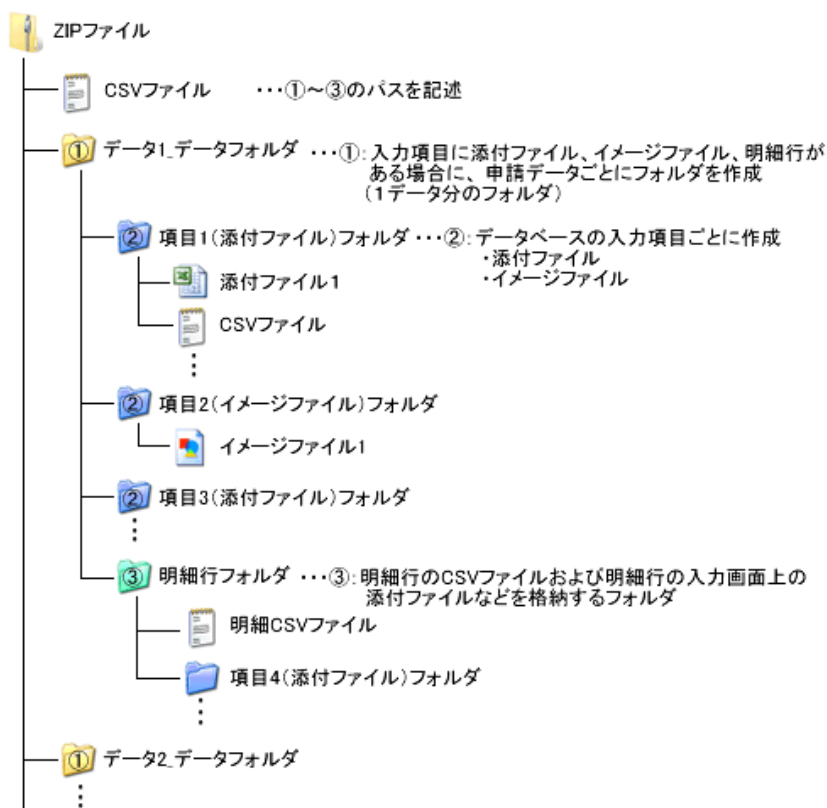 ZIPファイル
CSVファイル ・・・①～③のパスを記述
① データ1_データフォルダ ・・・①：入力項目に添付ファイル、イメージファイル、明細行が
ある場合に、申請データごとにフォルダを作成
（1データ分のフォルダ）
② 項目1（添付ファイル）フォルダ ・・・②：データベースの入力項目ごとに作成
・添付ファイル
・イメージファイル
添付ファイル1
CSVファイル
② 項目2（イメージファイル）フォルダ
イメージファイル1
② 項目3（添付ファイル）フォルダ
③ 明細行フォルダ ・・・③：明細行のCSVファイルおよび明細行の入力画面上の
添付ファイルなどを格納するフォルダ
明細CSVファイル
項目4（添付ファイル）フォルダ
① データ2_データフォルダ